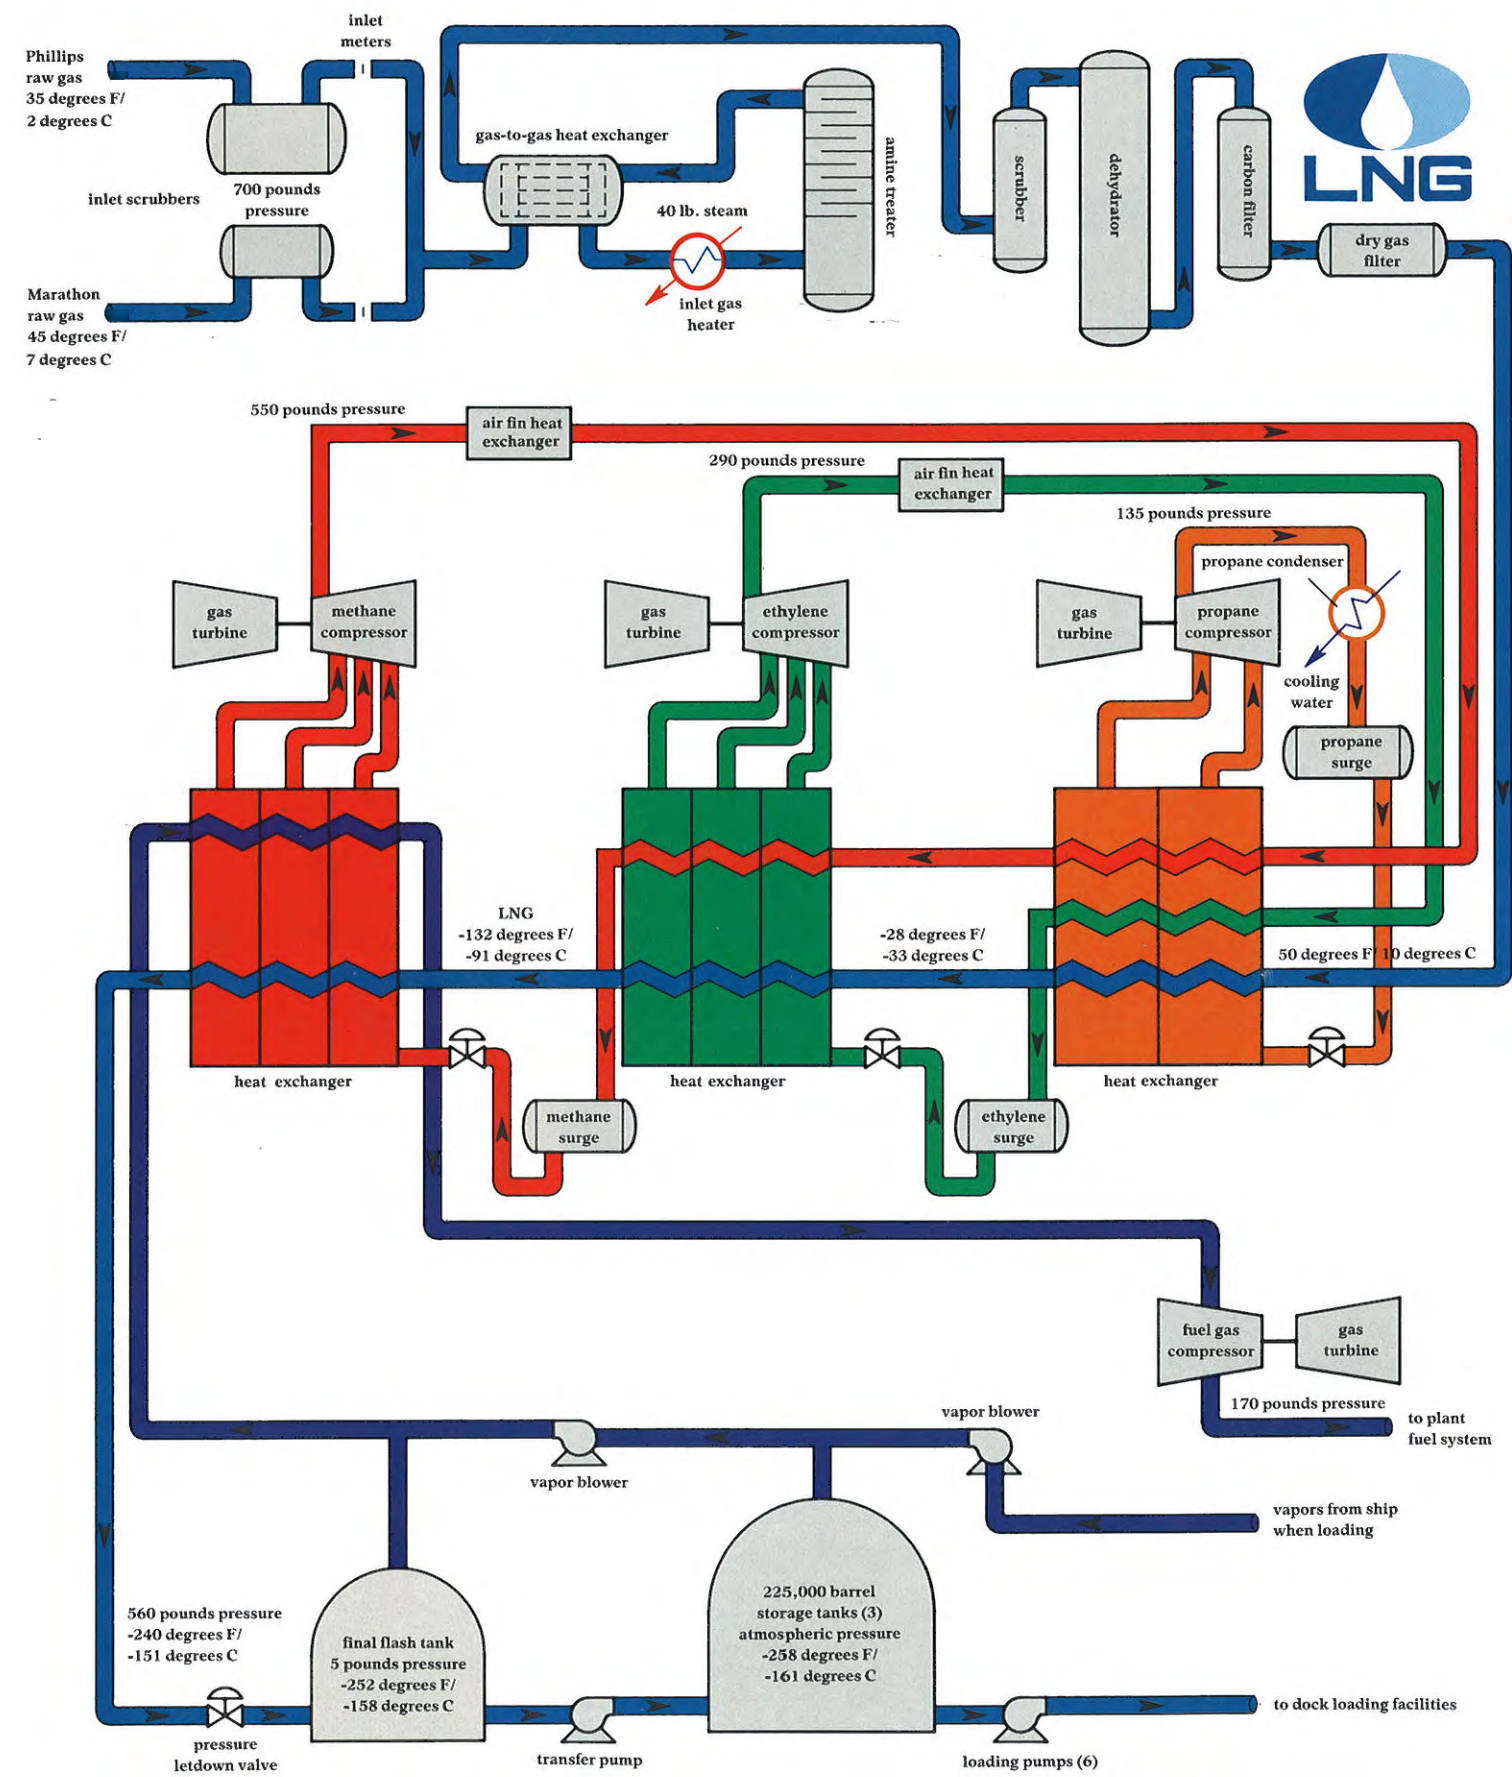 inlet
meters
Phillips
raw gas
35 degrees F/
2 degrees C
gas-to-gas heat exchanger
amine treater
scrubber
dehydrator
carbon filter
LNG
inlet scrubbers
700 pounds
pressure
40 lb. steam
dry gas
filter
Marathon
raw gas
45 degrees F/
7 degrees C
inlet gas
heater
550 pounds pressure
air fin heat
exchanger
290 pounds pressure
air fin heat
exchanger
135 pounds pressure
propane condenser
gas
turbine
methane
compressor
gas
turbine
ethylene
compressor
gas
turbine
propane
compressor
cooling
water
propane
surge
LNG
-132 degrees F/
-91 degrees C
-28 degrees F/
-33 degrees C
50 degrees F/ 10 degrees C
heat exchanger
heat exchanger
heat exchanger
methane
surge
ethylene
surge
fuel gas
compressor
gas
turbine
170 pounds pressure
to plant
fuel system
vapor blower
vapor blower
vapors from ship
when loading
560 pounds pressure
-240 degrees F/
-151 degrees C
final flash tank
5 pounds pressure
-252 degrees F/
-158 degrees C
225,000 barrel
storage tanks (3)
atmospheric pressure
-258 degrees F/
-161 degrees C
to dock loading facilities
pressure
letdown valve
transfer pump
loading pumps (6)